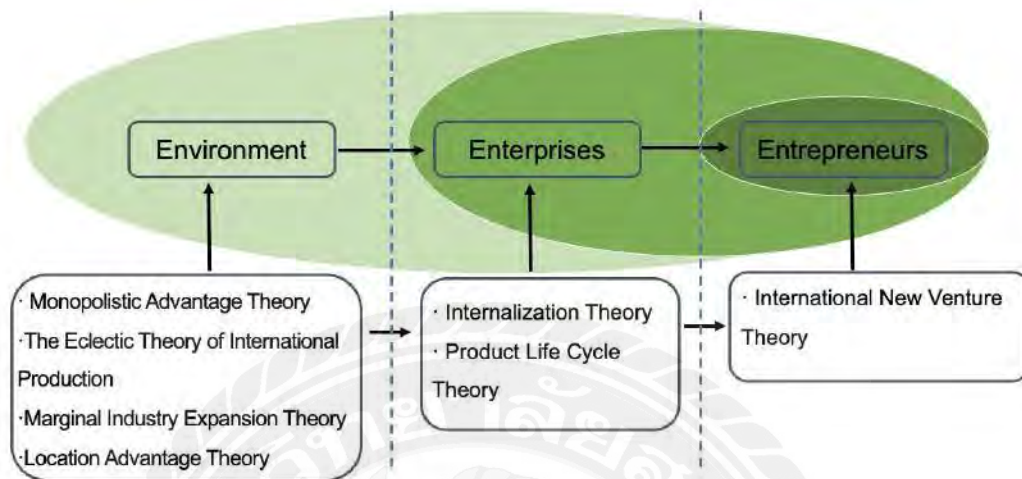 Environment
Enterprises
Entrepreneurs
· Monopolistic Advantage Theory
·The Eclectic Theory of International
Production
·Marginal Industry Expansion Theory
·Location Advantage Theory
· Internalization Theory
· Product Life Cycle
Theory
· International New Venture
Theory